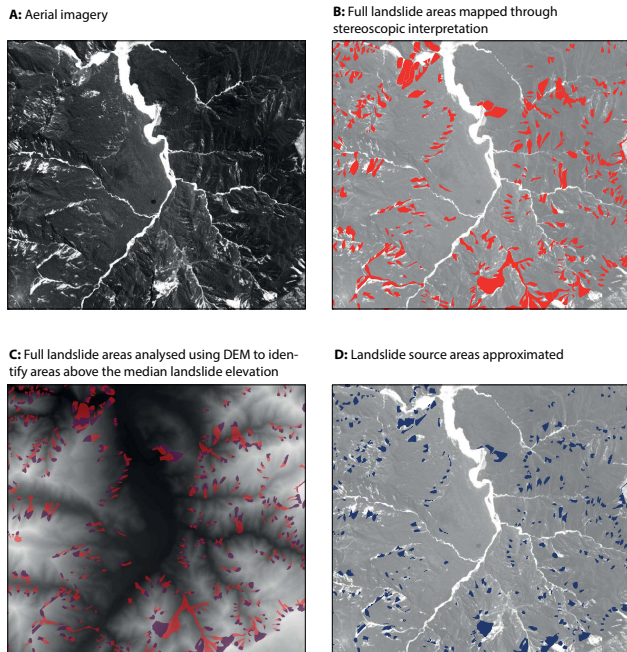 A: Aerial imagery
B: Full landslide areas mapped through
stereoscopic interpretation
C: Full landslide areas analysed using DEM to iden-
tify areas above the median landslide elevation
D: Landslide source areas approximated